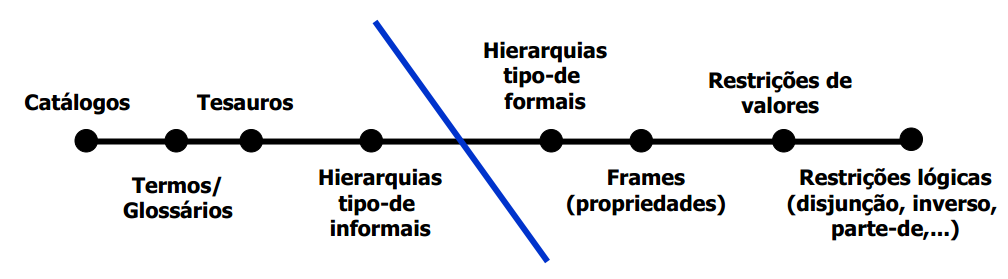 Catálogos
Termos/
Glossários
Tesauros
Hierarquias
tipo-de
informais
Hierarquias
tipo-de
formais
Frames
(propriedades)
Restrições de
valores
Restrições lógicas
(disjunção, inverso,
parte-de,...)